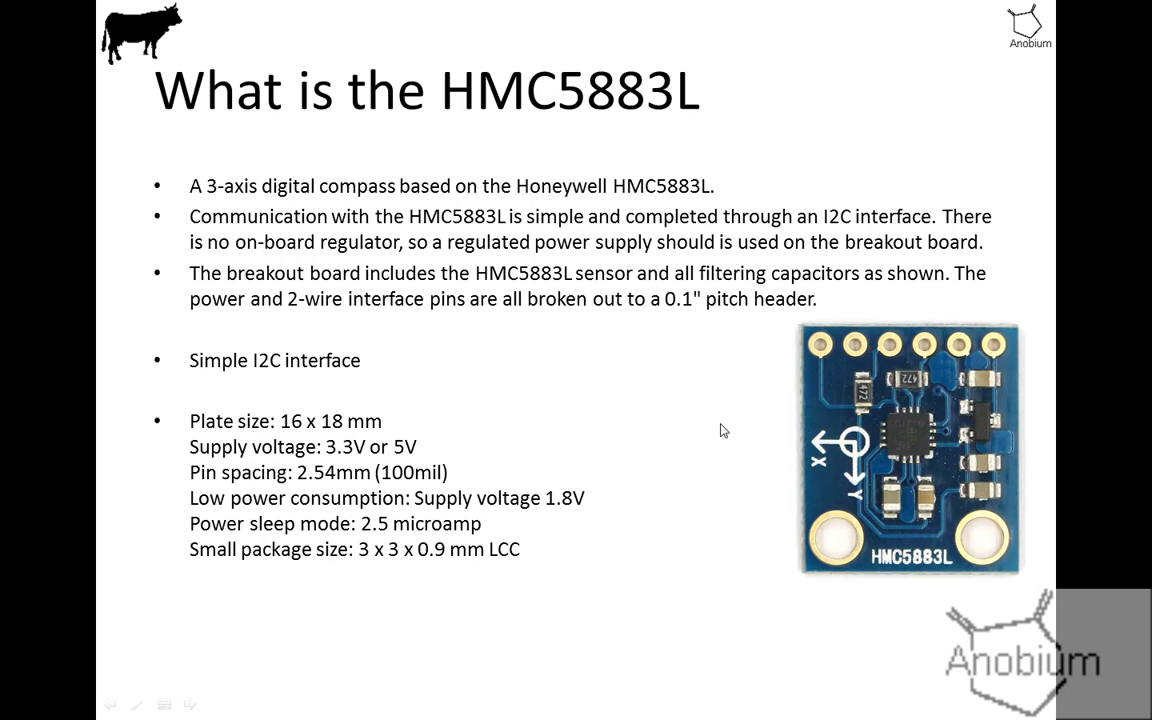 Anobium
What is the HMC5883L
• A 3-axis digital compass based on the Honeywell HMC5883L.
• Communication with the HMC5883L is simple and completed through an I2C interface. There
is no on-board regulator, so a regulated power supply should is used on the breakout board.
• The breakout board includes the HMC5883L sensor and all filtering capacitors as shown. The
power and 2-wire interface pins are all broken out to a 0.1" pitch header.
• Simple I2C interface
• Plate size: 16 x 18 mm
Supply voltage: 3.3V or 5V
Pin spacing: 2.54mm (100mil)
Low power consumption: Supply voltage 1.8V
Power sleep mode: 2.5 microamp
Small package size: 3 x 3 x 0.9 mm LCC
472
472
X
Y
HMC5883L
Anobium